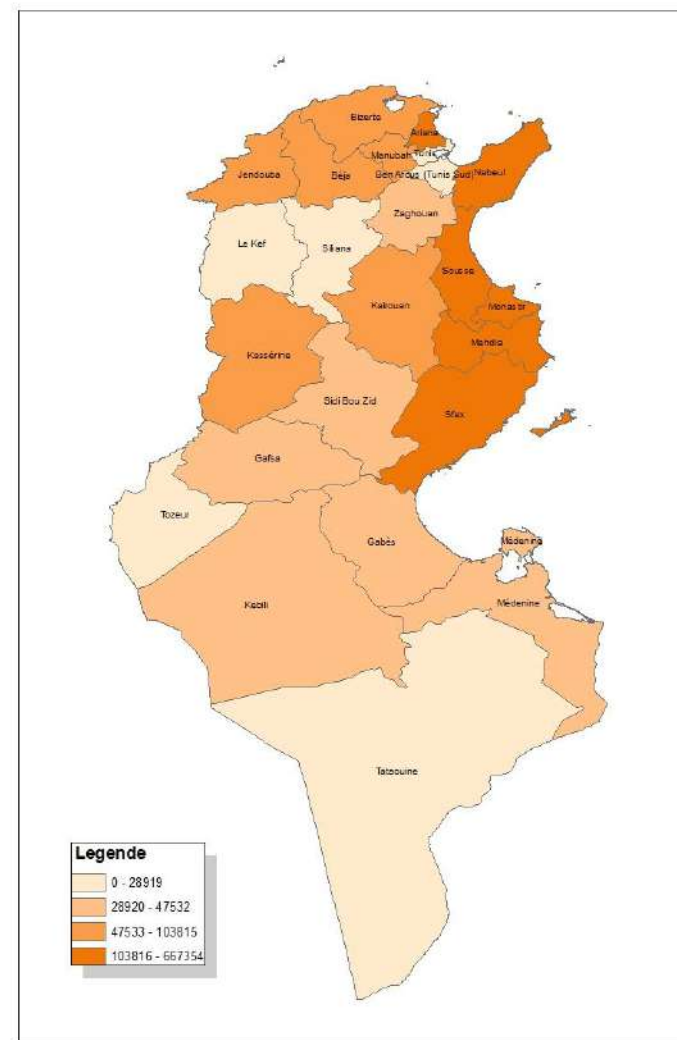 Bizerte
Ariana
Manubah
Tunis
Jendouba
Béja
Ben Arous (Tunis Sud)
Nabeul
Zaghouan
Le Kef
Siliana
Sousse
Kairouan
Monastir
Mahdia
Kassérine
Sidi Bou Zid
Sfax
Gafsa
Tozeur
Gabès
Médenine
Kebili
Médenine
Tataouine
Legende
0 - 28919
28920 - 47532
47533 - 103815
103816 - 667354